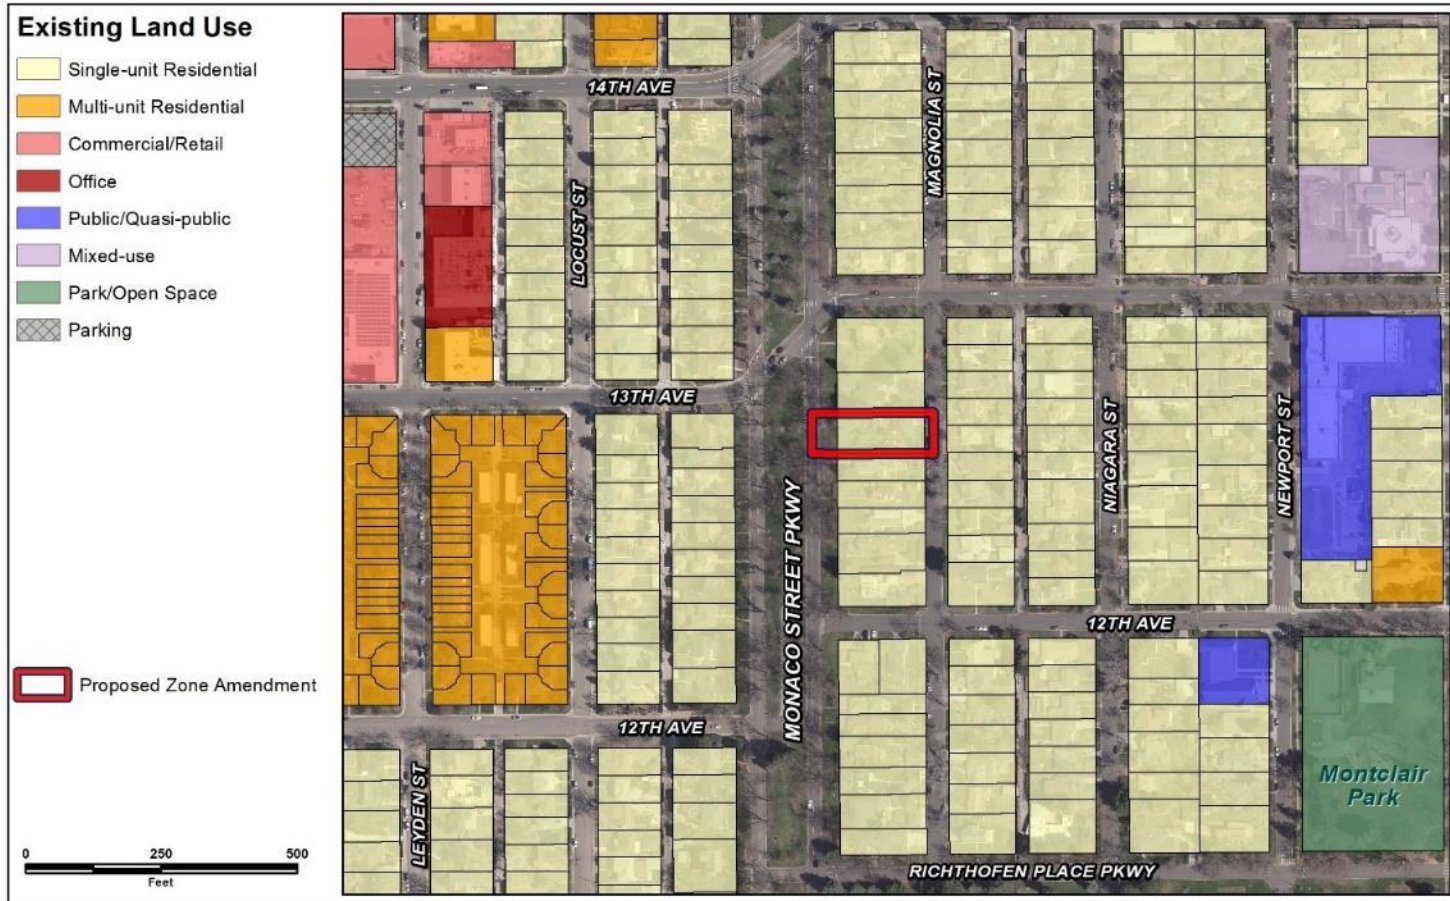 Existing Land Use
Single-unit Residential
Multi-unit Residential
Commercial/Retail
Office
Public/Quasi-public
Mixed-use
Park/Open Space
Parking
Proposed Zone Amendment
0 250 500
Feet
14TH AVE
MAGNOLIA ST
LOCUST ST
13TH AVE
NIAGARA ST
NEWPORT ST
MONACO STREET PKWY
12TH AVE
12TH AVE
LEYDEN ST
Montclair
Park
RICHTHOFEN PLACE PKWY